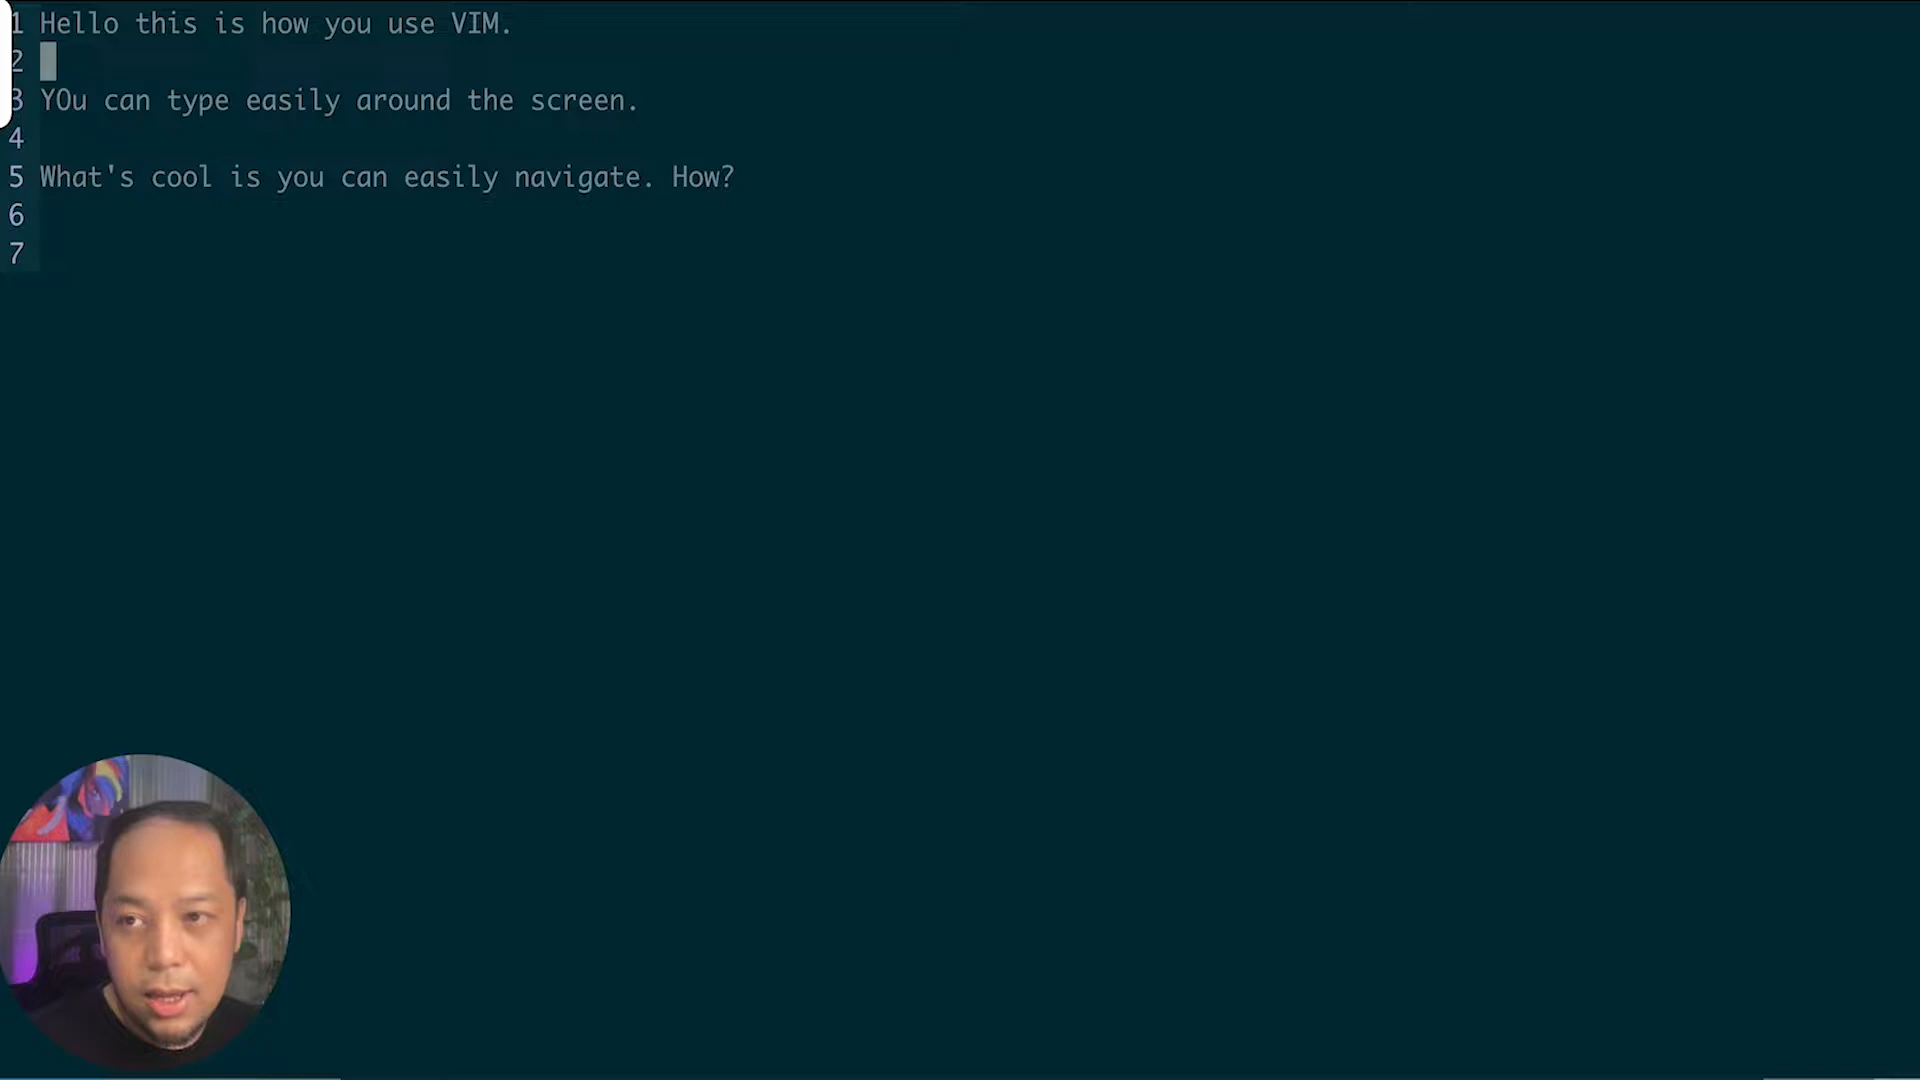 1 Hello this is how you use VIM.
2
3 YOu can type easily around the screen.
4
5 What's cool is you can easily navigate. How?
6
7